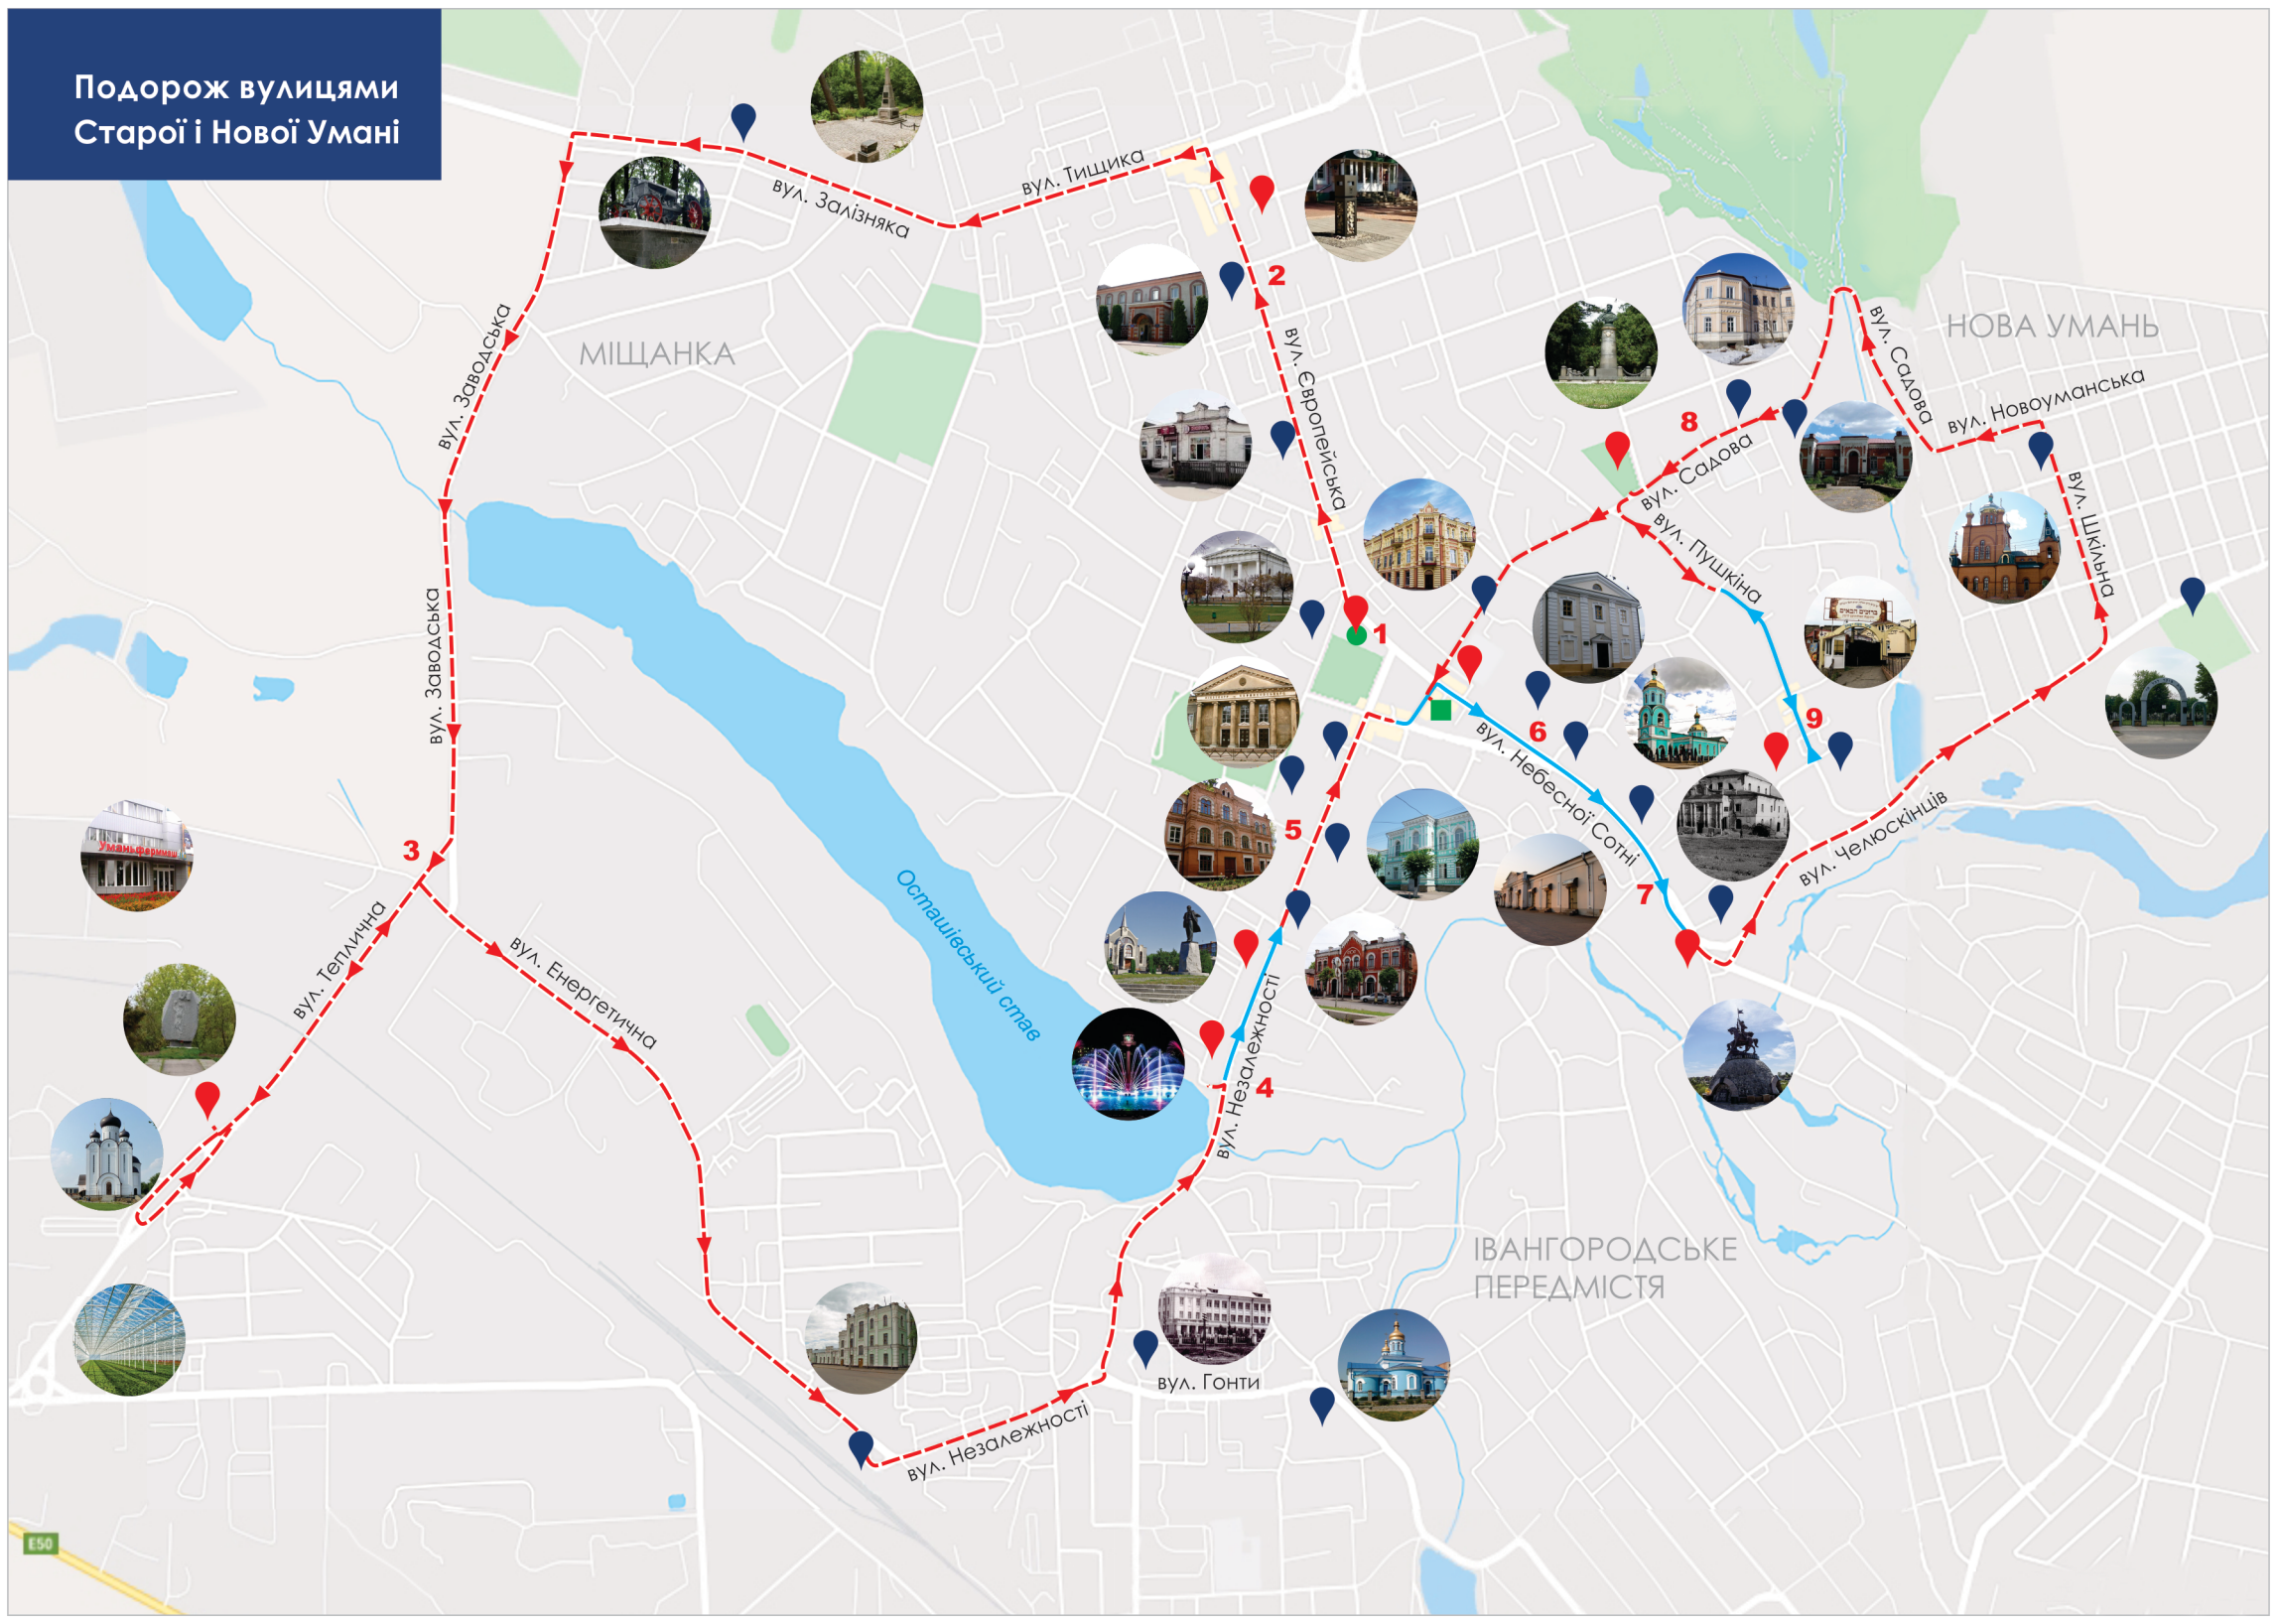 Подорож вулицями
Старої і Нової Умані
вул. Тищика
вул. Залізняка
2
вул. Заводська
МІЩАНКА
вул. Європейська
вул. Садова
НОВА УМАНЬ
вул. Новоуманська
8
вул. Садова
вул. Пушкіна
вул. Шкільна
вул. Заводська
1
6
9
вул. Небесної Сотні
5
вул. Челюскінців
Уманьферммаш
3
7
Осташівський став
вул. Теплична
вул. Енергетична
вул. Незалежності
4
ІВАНГОРОДСЬКЕ
ПЕРЕДМІСТЯ
вул. Гонти
вул. Незалежності
E50